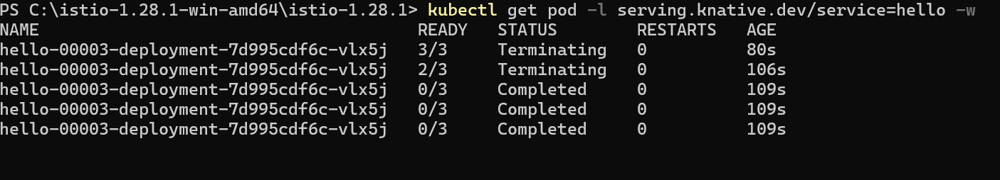 PS C:\istio-1.28.1-win-amd64\istio-1.28.1> kubectl get pod -l serving.knative.dev/service=hello -w
NAME READY STATUS RESTARTS AGE
hello-00003-deployment-7d995cdf6c-vlx5j 3/3 Terminating 0 80s
hello-00003-deployment-7d995cdf6c-vlx5j 2/3 Terminating 0 106s
hello-00003-deployment-7d995cdf6c-vlx5j 0/3 Completed 0 109s
hello-00003-deployment-7d995cdf6c-vlx5j 0/3 Completed 0 109s
hello-00003-deployment-7d995cdf6c-vlx5j 0/3 Completed 0 109s